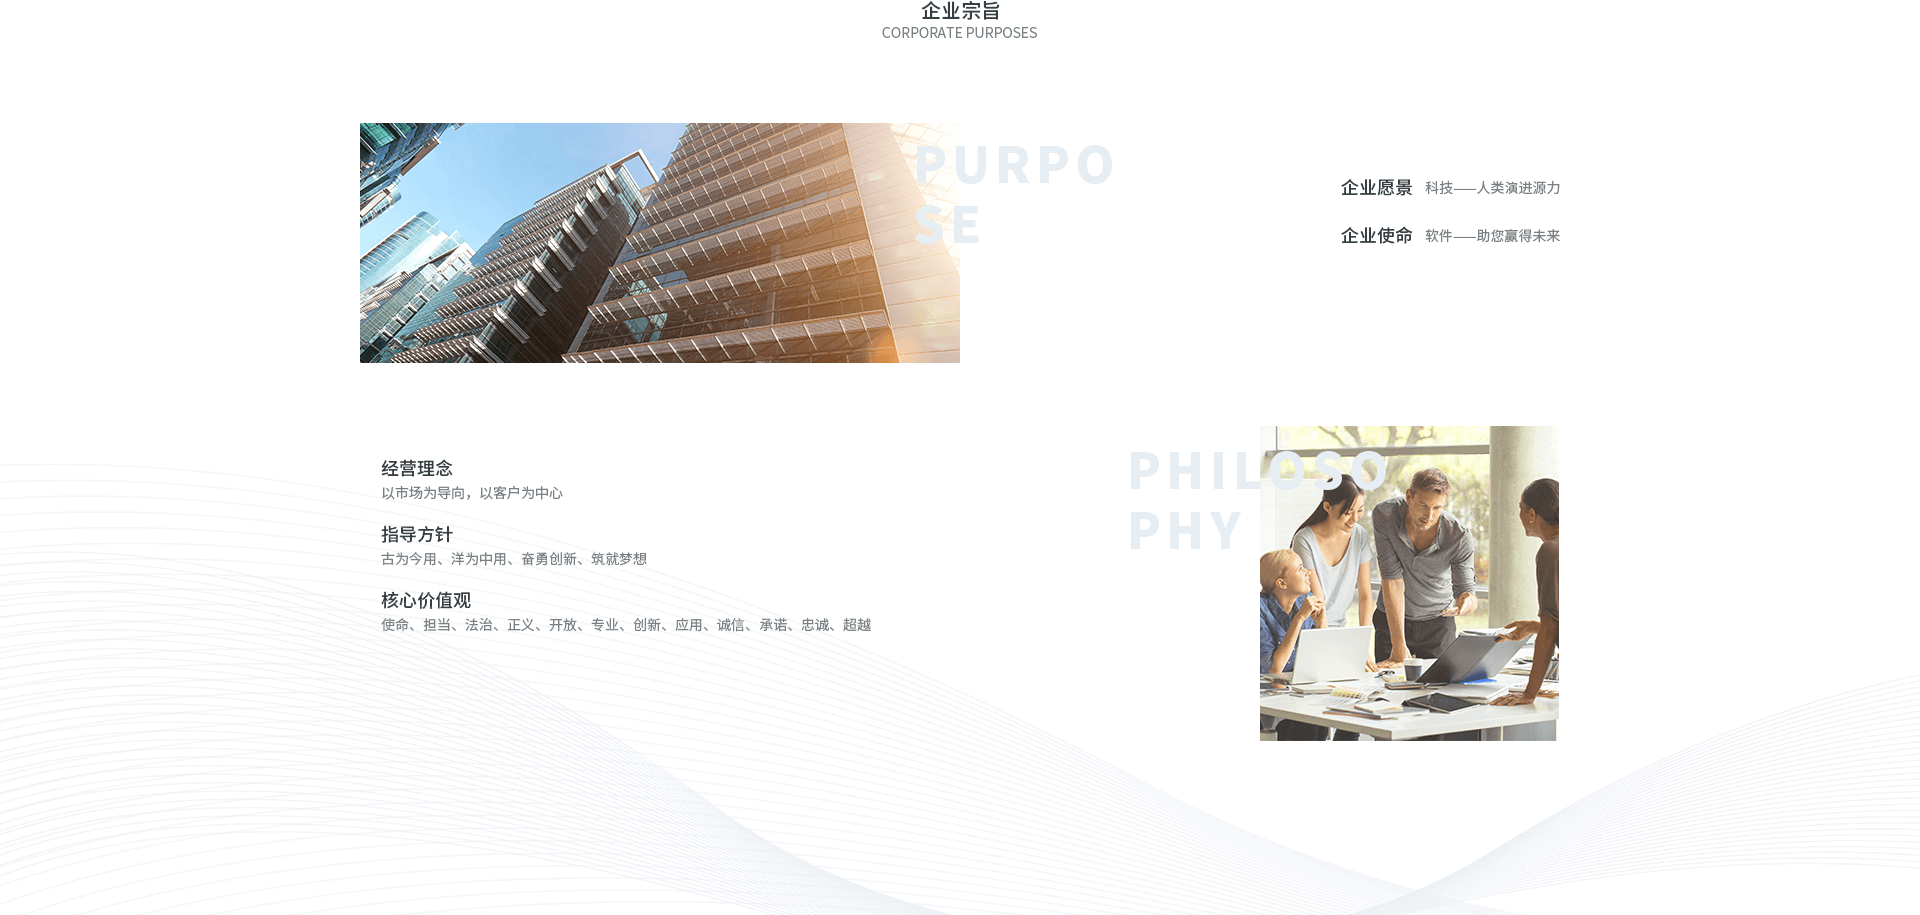 企业宗旨
CORPORATE PURPOSES
PURPO
SE
企业愿景 科技——人类演进源力
企业使命 软件——助您赢得未来
经营理念
以市场为导向，以客户为中心
指导方针
古为今用、洋为中用、奋勇创新、筑就梦想
核心价值观
使命、担当、法治、正义、开放、专业、创新、应用、诚信、承诺、忠诚、超越
PHILOSO
PHY